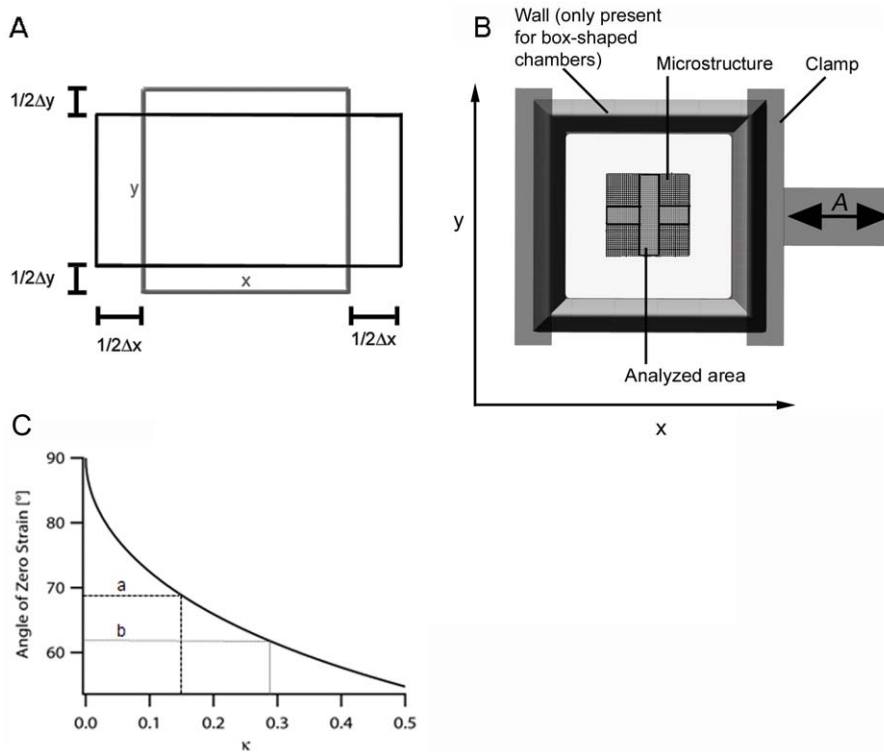 A
1/2Δy
y
1/2Δy
x
1/2Δx
1/2Δx
B
Wall (only present
for box-shaped
chambers)
Microstructure
Clamp
A
y
Analyzed area
x
C
Angle of Zero Strain [°]
90
80
70
60
a
b
0.0 0.1 0.2 0.3 0.4 0.5
κ